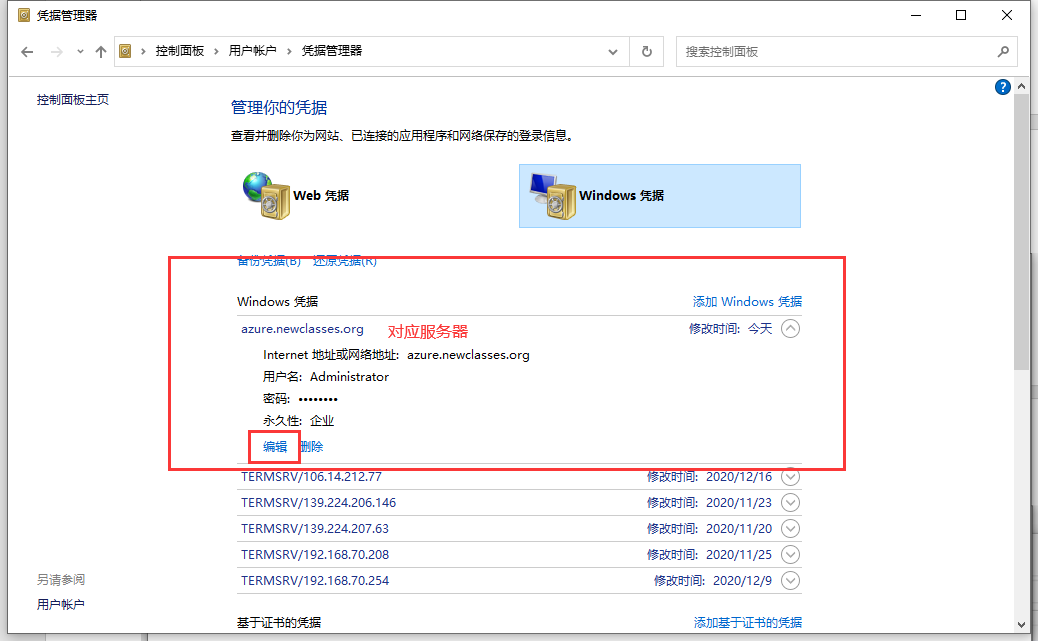 凭据管理器
控制面板 › 用户帐户 › 凭据管理器
搜索控制面板
控制面板主页
管理你的凭据
查看并删除你为网站、已连接的应用程序和网络保存的登录信息。
Web 凭据
Windows 凭据
备份凭据(B) 还原凭据(R)
Windows 凭据 添加 Windows 凭据
azure.newclasses.org 对应服务器 修改时间: 今天
Internet 地址或网络地址: azure.newclasses.org
用户名: Administrator
密码: ••••••••
永久性: 企业
编辑 删除
TERMSRV/106.14.212.77 修改时间: 2020/12/16
TERMSRV/139.224.206.146 修改时间: 2020/11/23
TERMSRV/139.224.207.63 修改时间: 2020/11/20
TERMSRV/192.168.70.208 修改时间: 2020/11/25
TERMSRV/192.168.70.254 修改时间: 2020/12/9
基于证书的凭据 添加基于证书的凭据
另请参阅
用户帐户